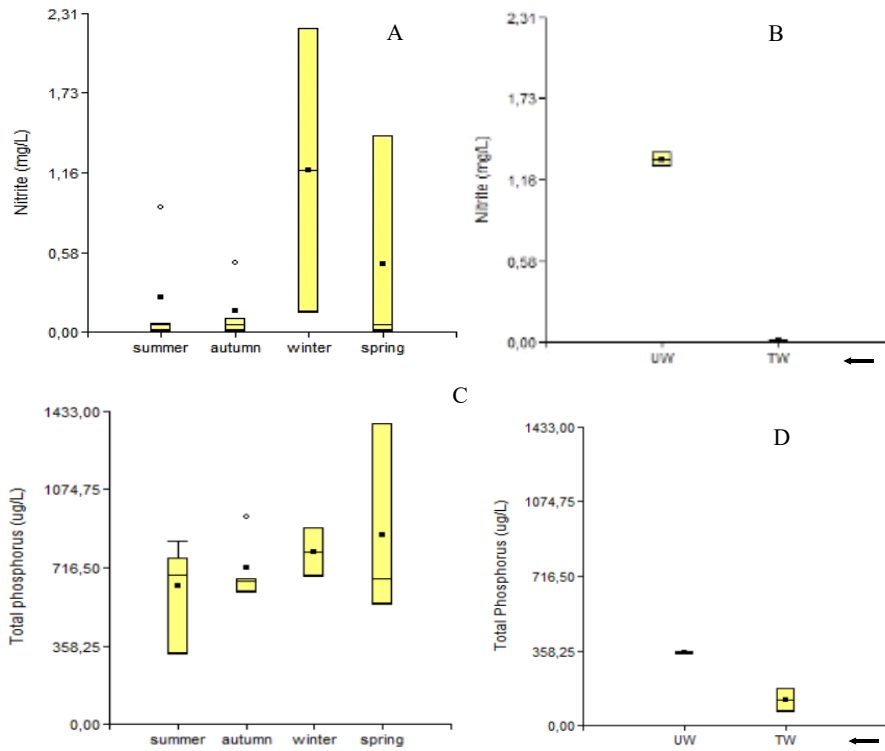 A
Nitrite (mg/L)
2,31
1,73
1,16
0,58
0,00
summer autumn winter spring
B
Nitrite (mg/L)
2,31
1,73
1,16
0,58
0,00
UW TW
C
Total phosphorus (ug/L)
1433,00
1074,75
716,50
358,25
0,00
summer autumn winter spring
D
Total Phosphorus (ug/L)
1433,00
1074,75
716,50
358,25
0,00
UW TW